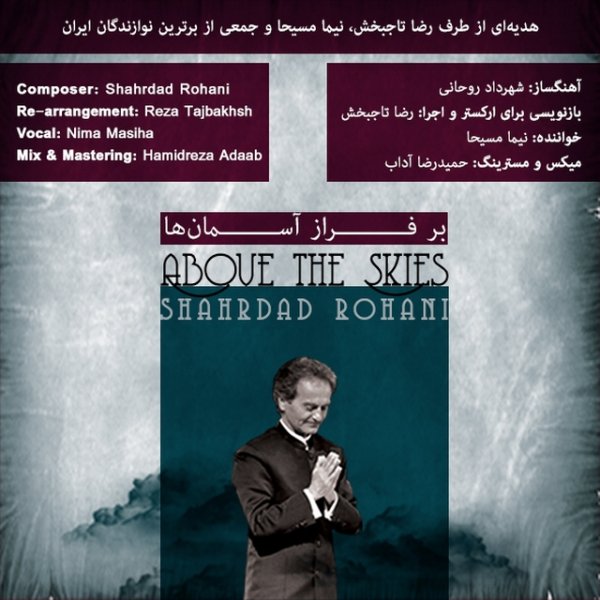 هدیه‌ای از طرف رضا تاجبخش، نیما مسیحا و جمعی از برترین نوازندگان ایران
Composer: Shahrdad Rohani
Re-arrangement: Reza Tajbakhsh
Vocal: Nima Masiha
Mix & Mastering: Hamidreza Adaab
آهنگساز: شهرداد روحانی
بازنویسی برای ارکستر و اجرا: رضا تاجبخش
خواننده: نیما مسیحا
میکس و مسترینگ: حمیدرضا آداب
بر فراز آسمان‌ها
ABOVE THE SKIES
SHAHRDAD ROHANI